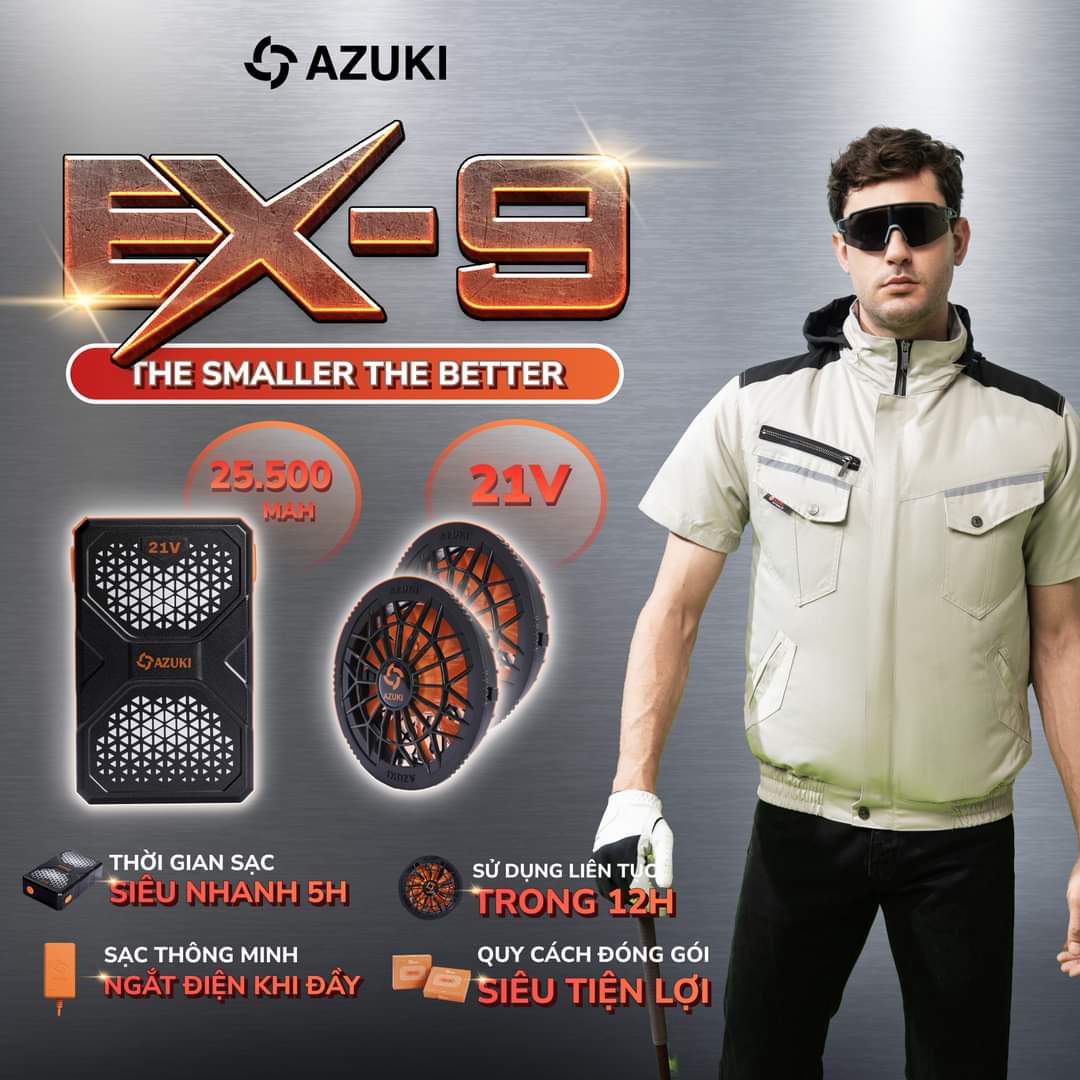 AZUKI
EX-9
THE SMALLER THE BETTER
25.500
MAH
21V
21V
AZUKI
AZUKI
AZUKI
AZUKI
THỜI GIAN SẠC
SIÊU NHANH 5H
SỬ DỤNG LIÊN TỤC
TRONG 12H
SẠC THÔNG MINH
NGẮT ĐIỆN KHI ĐẦY
QUY CÁCH ĐÓNG GÓI
SIÊU TIỆN LỢI